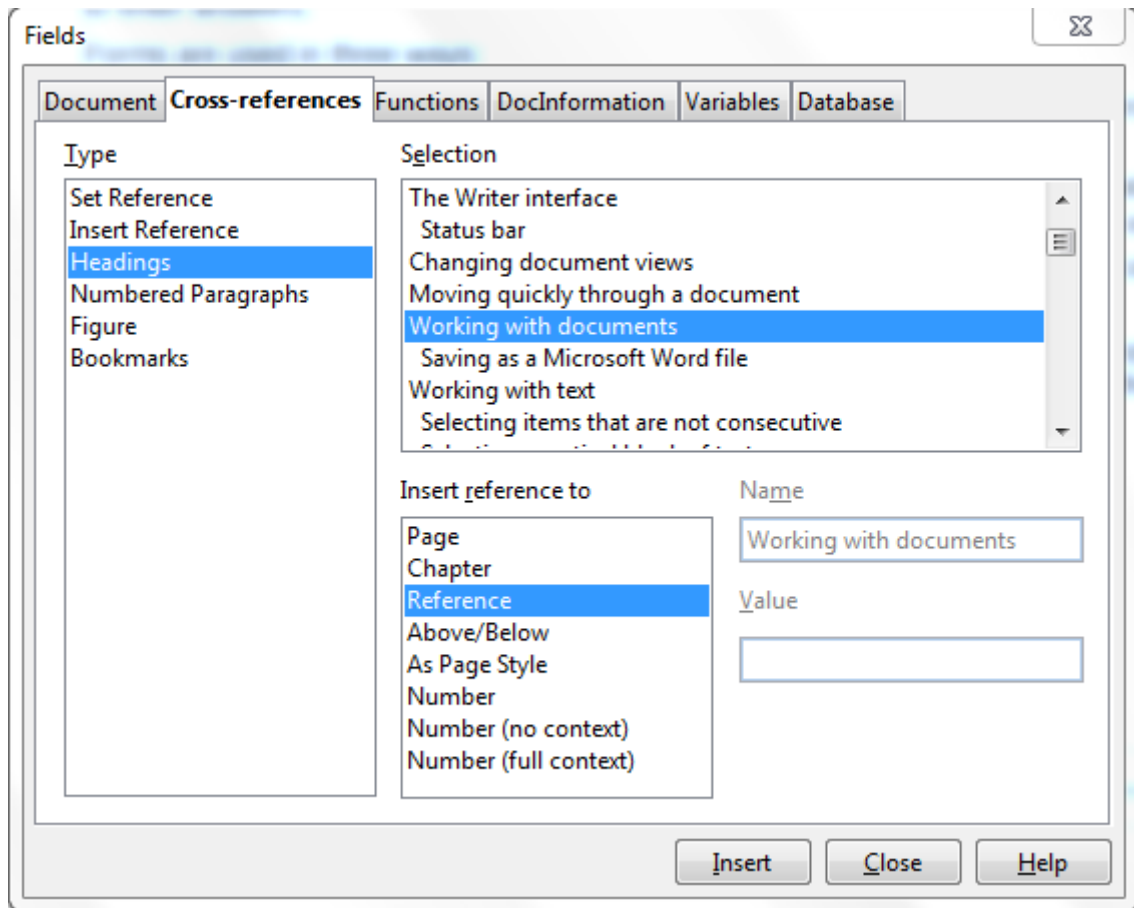 Fields
Document Cross-references Functions DocInformation Variables Database
Type
Set Reference
Insert Reference
Headings
Numbered Paragraphs
Figure
Bookmarks
Selection
The Writer interface
Status bar
Changing document views
Moving quickly through a document
Working with documents
Saving as a Microsoft Word file
Working with text
Selecting items that are not consecutive
Insert reference to
Page
Chapter
Reference
Above/Below
As Page Style
Number
Number (no context)
Number (full context)
Name
Working with documents
Value
Insert Close Help